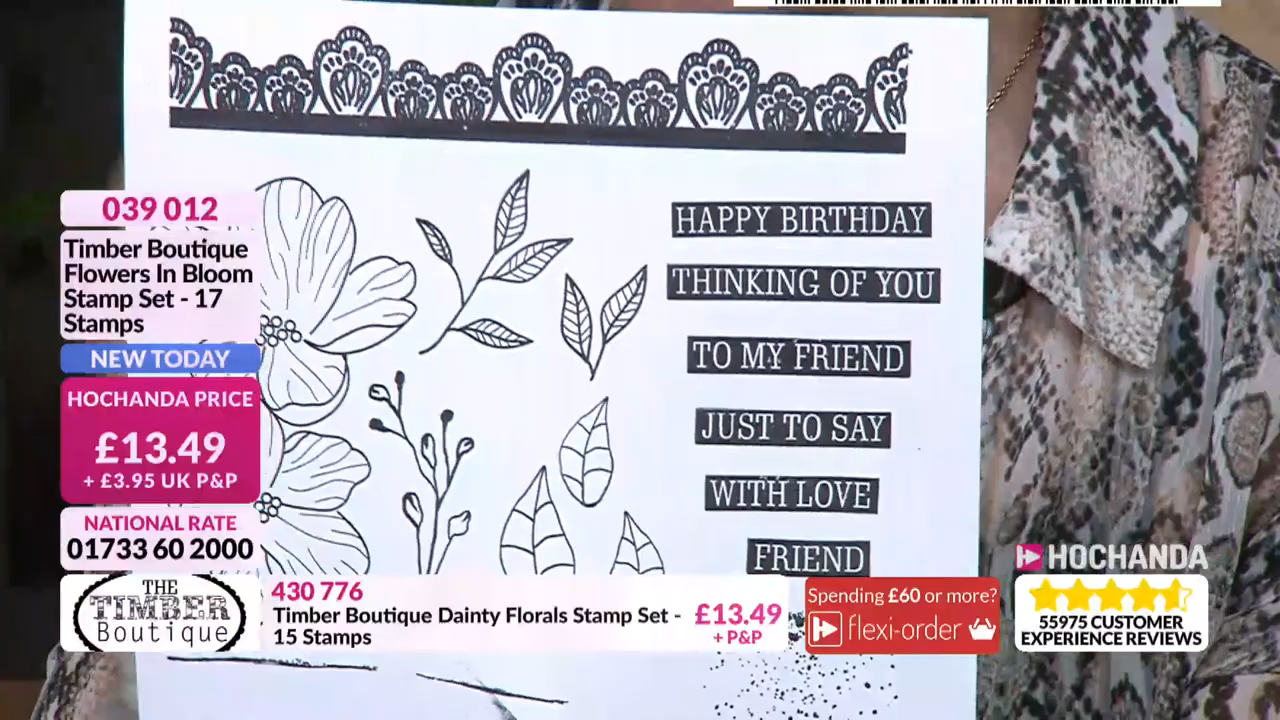 HAPPY BIRTHDAY
THINKING OF YOU
TO MY FRIEND
JUST TO SAY
WITH LOVE
FRIEND
039 012
Timber Boutique
Flowers In Bloom
Stamp Set - 17
Stamps
NEW TODAY
HOCHANDA PRICE
£13.49
+ £3.95 UK P&P
NATIONAL RATE
01733 60 2000
THE
TIMBER
Boutique
430 776
Timber Boutique Dainty Florals Stamp Set -
15 Stamps
£13.49
+ P&P
Spending £60 or more?
flexi-order
HOCHANDA
55975 CUSTOMER
EXPERIENCE REVIEWS